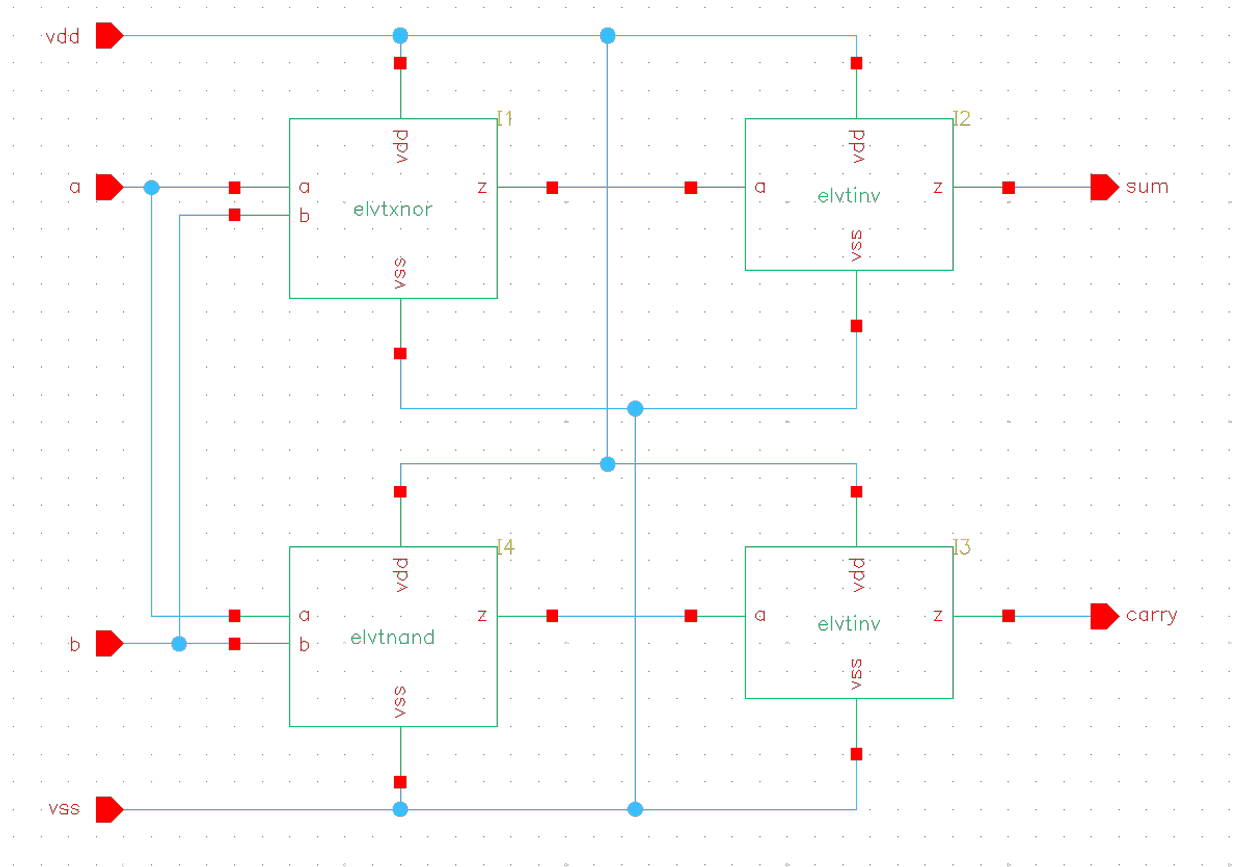 vdd
I1
I2
vdd
vdd
a
a
z
a
z
sum
b
elvtxnor
elvtinv
vss
vss
I4
I3
vdd
vdd
a
z
a
z
carry
b
b
elvtnand
elvtinv
vss
vss
vss